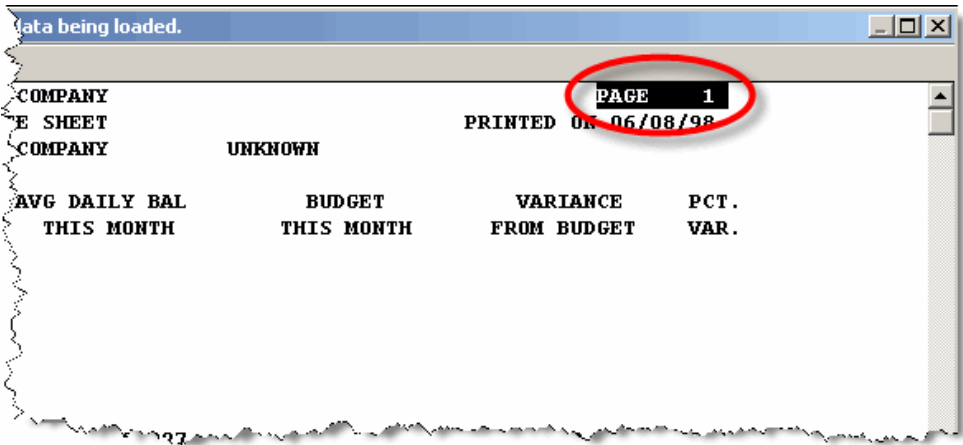 data being loaded.
COMPANY PAGE 1
E SHEET PRINTED ON 06/08/98
COMPANY UNKNOWN
AVG DAILY BAL BUDGET VARIANCE PCT.
THIS MONTH THIS MONTH FROM BUDGET VAR.